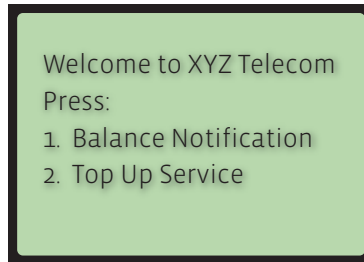 Welcome to XYZ Telecom
Press:
1. Balance Notification
2. Top Up Service